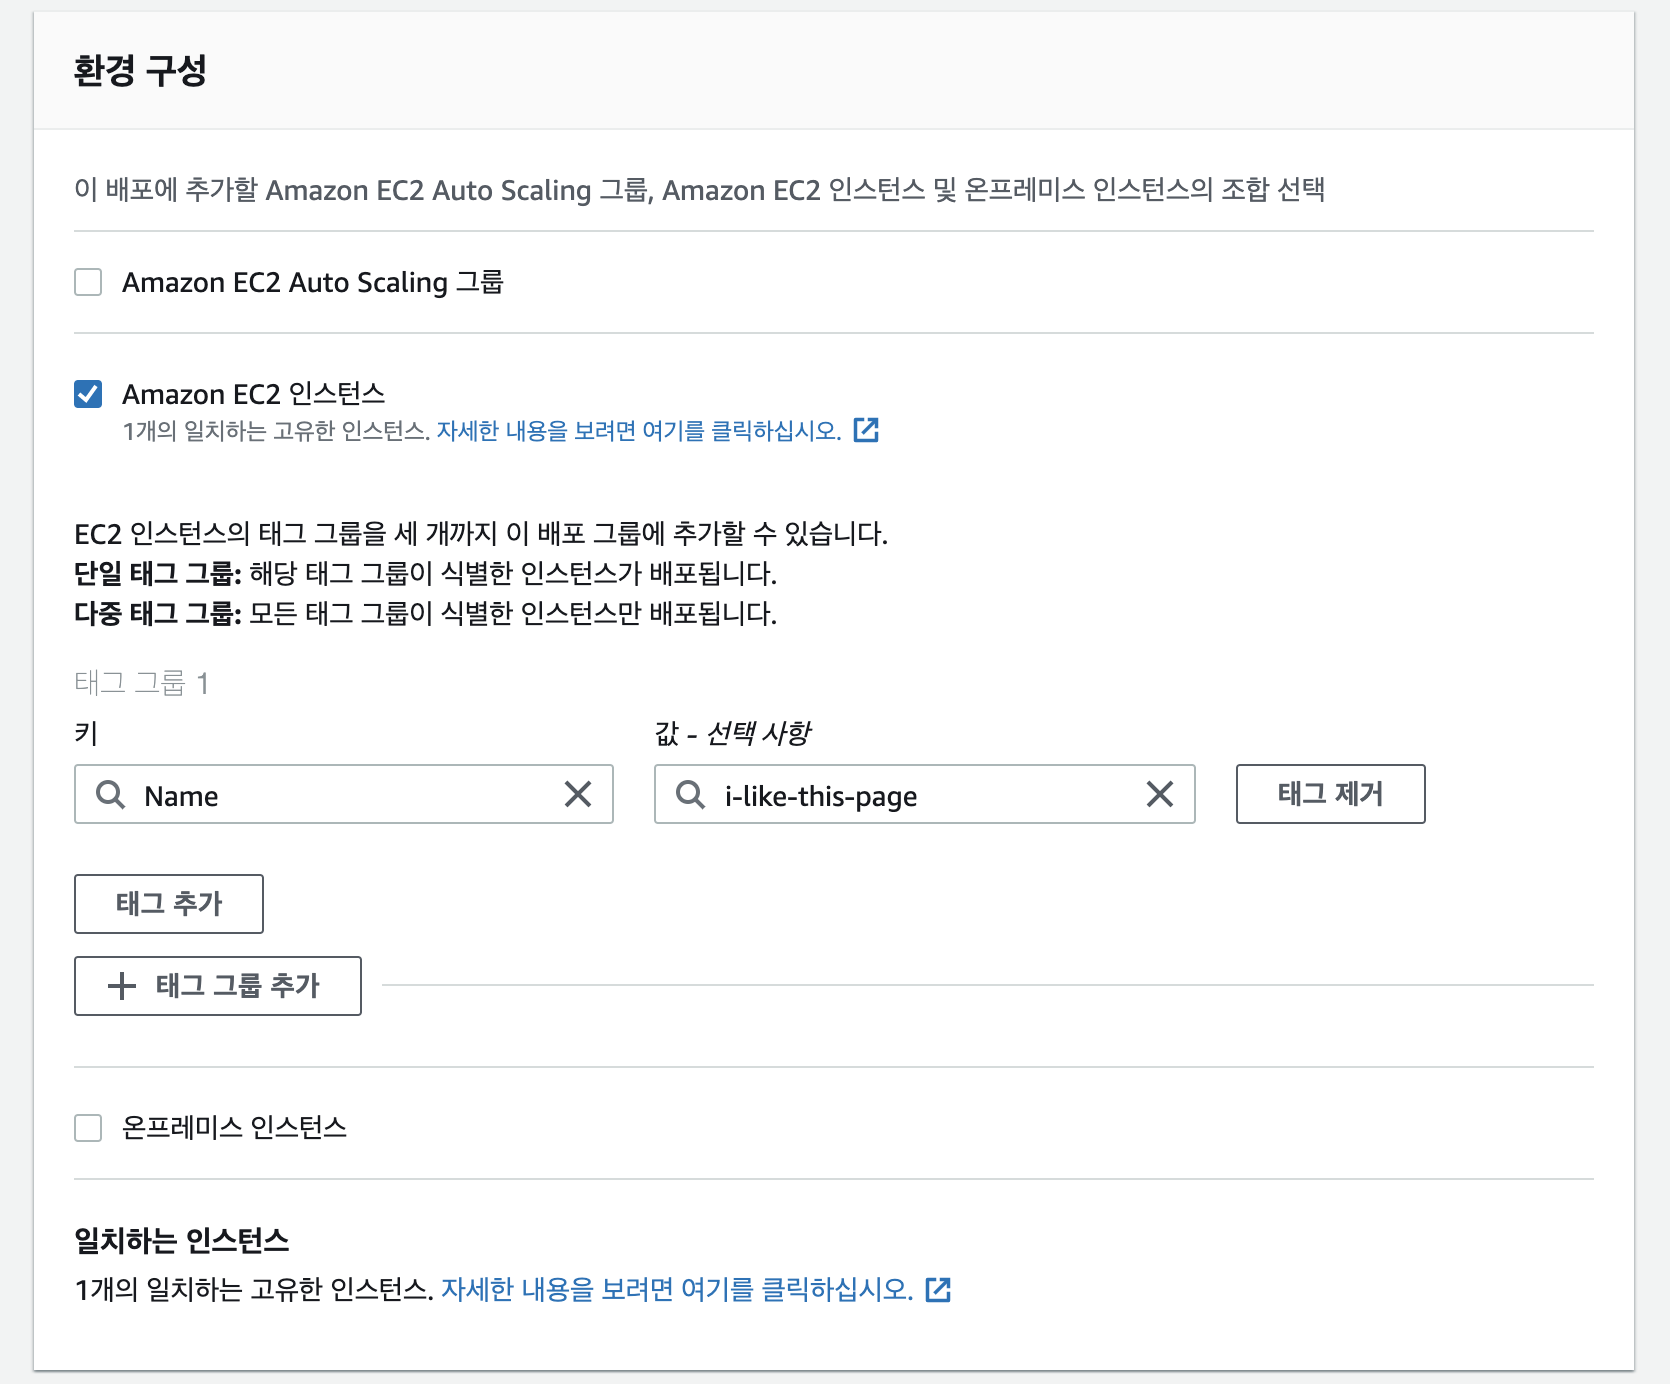 환경 구성
이 배포에 추가할 Amazon EC2 Auto Scaling 그룹, Amazon EC2 인스턴스 및 온프레미스 인스턴스의 조합 선택
Amazon EC2 Auto Scaling 그룹
Amazon EC2 인스턴스
1개의 일치하는 고유한 인스턴스. 자세한 내용을 보려면 여기를 클릭하십시오.
EC2 인스턴스의 태그 그룹을 세 개까지 이 배포 그룹에 추가할 수 있습니다.
단일 태그 그룹: 해당 태그 그룹이 식별한 인스턴스가 배포됩니다.
다중 태그 그룹: 모든 태그 그룹이 식별한 인스턴스만 배포됩니다.
태그 그룹 1
키 값 - 선택 사항
Name i-like-this-page 태그 제거
태그 추가
태그 그룹 추가
온프레미스 인스턴스
일치하는 인스턴스
1개의 일치하는 고유한 인스턴스. 자세한 내용을 보려면 여기를 클릭하십시오.